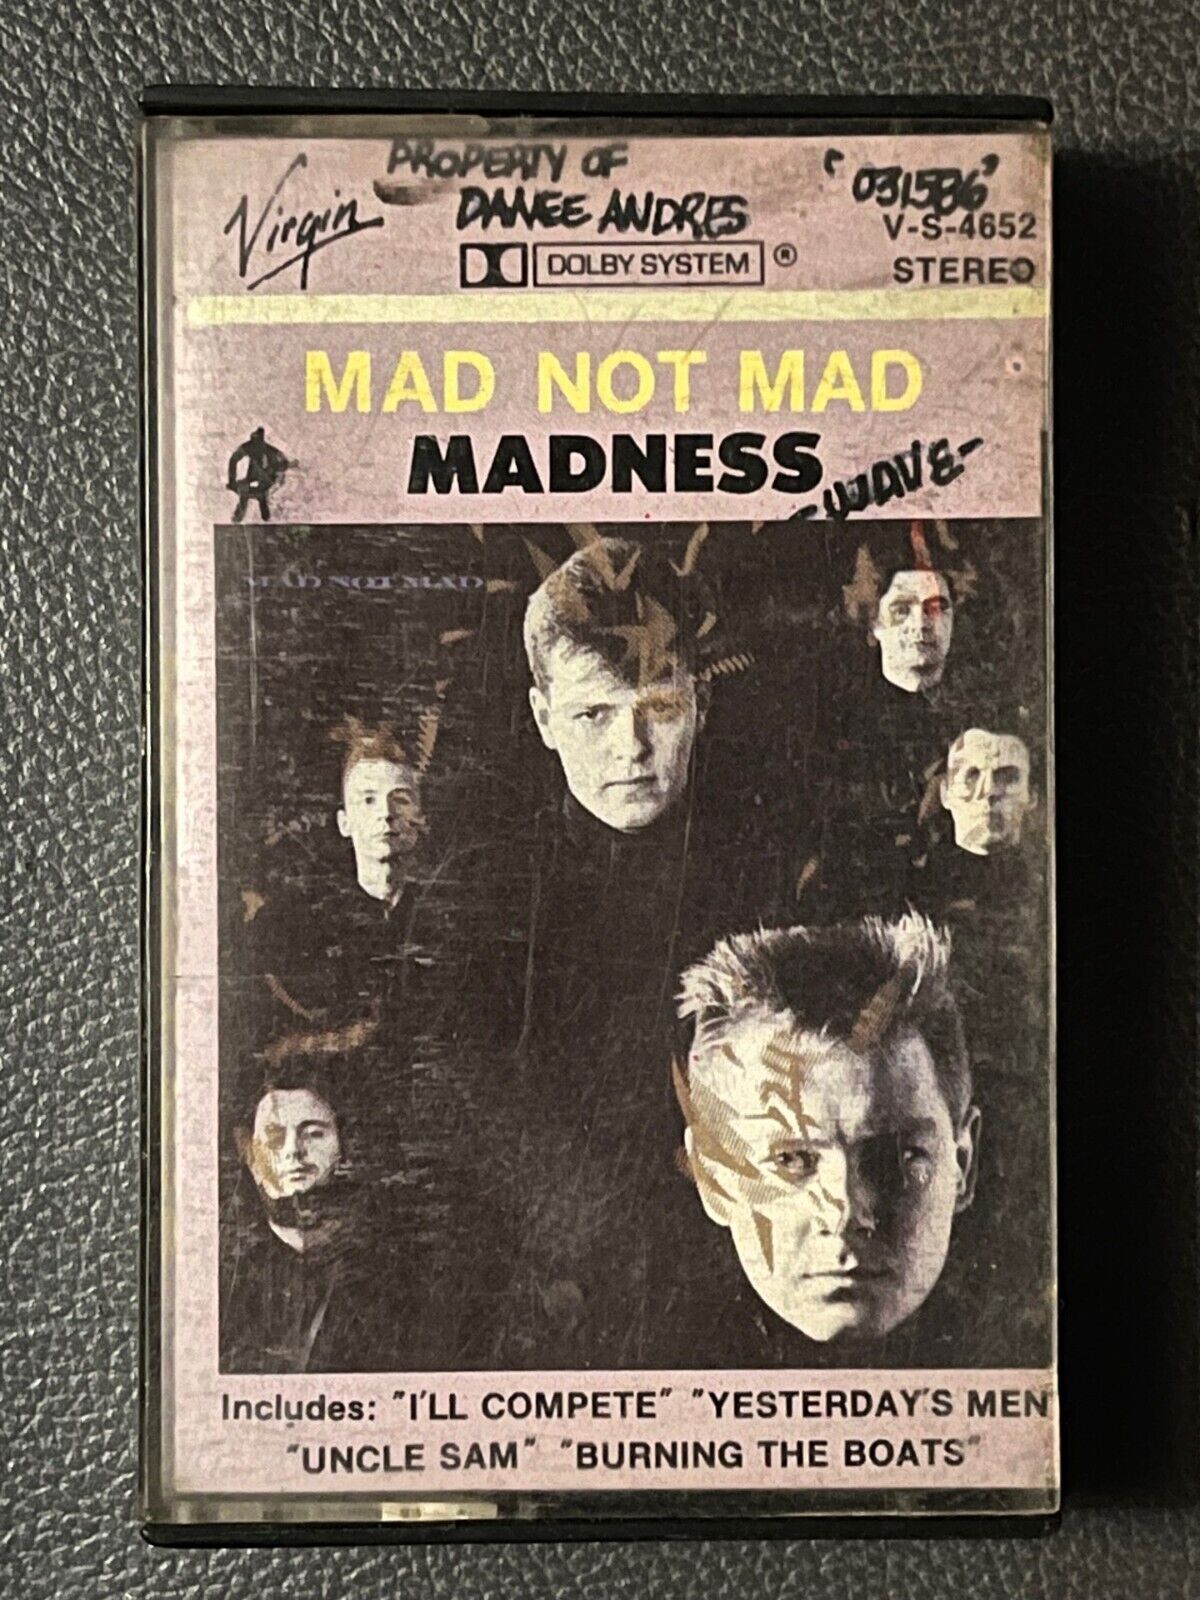 Virgin
PROPERTY OF
DANEE ANDRES
"031586"
DOLBY SYSTEM ®
V-S-4652
STEREO
MAD NOT MAD
MADNESS
-WAVE-
MAD NOT MAD
Includes: "I'LL COMPETE" "YESTERDAY'S MEN
"UNCLE SAM" "BURNING THE BOATS"